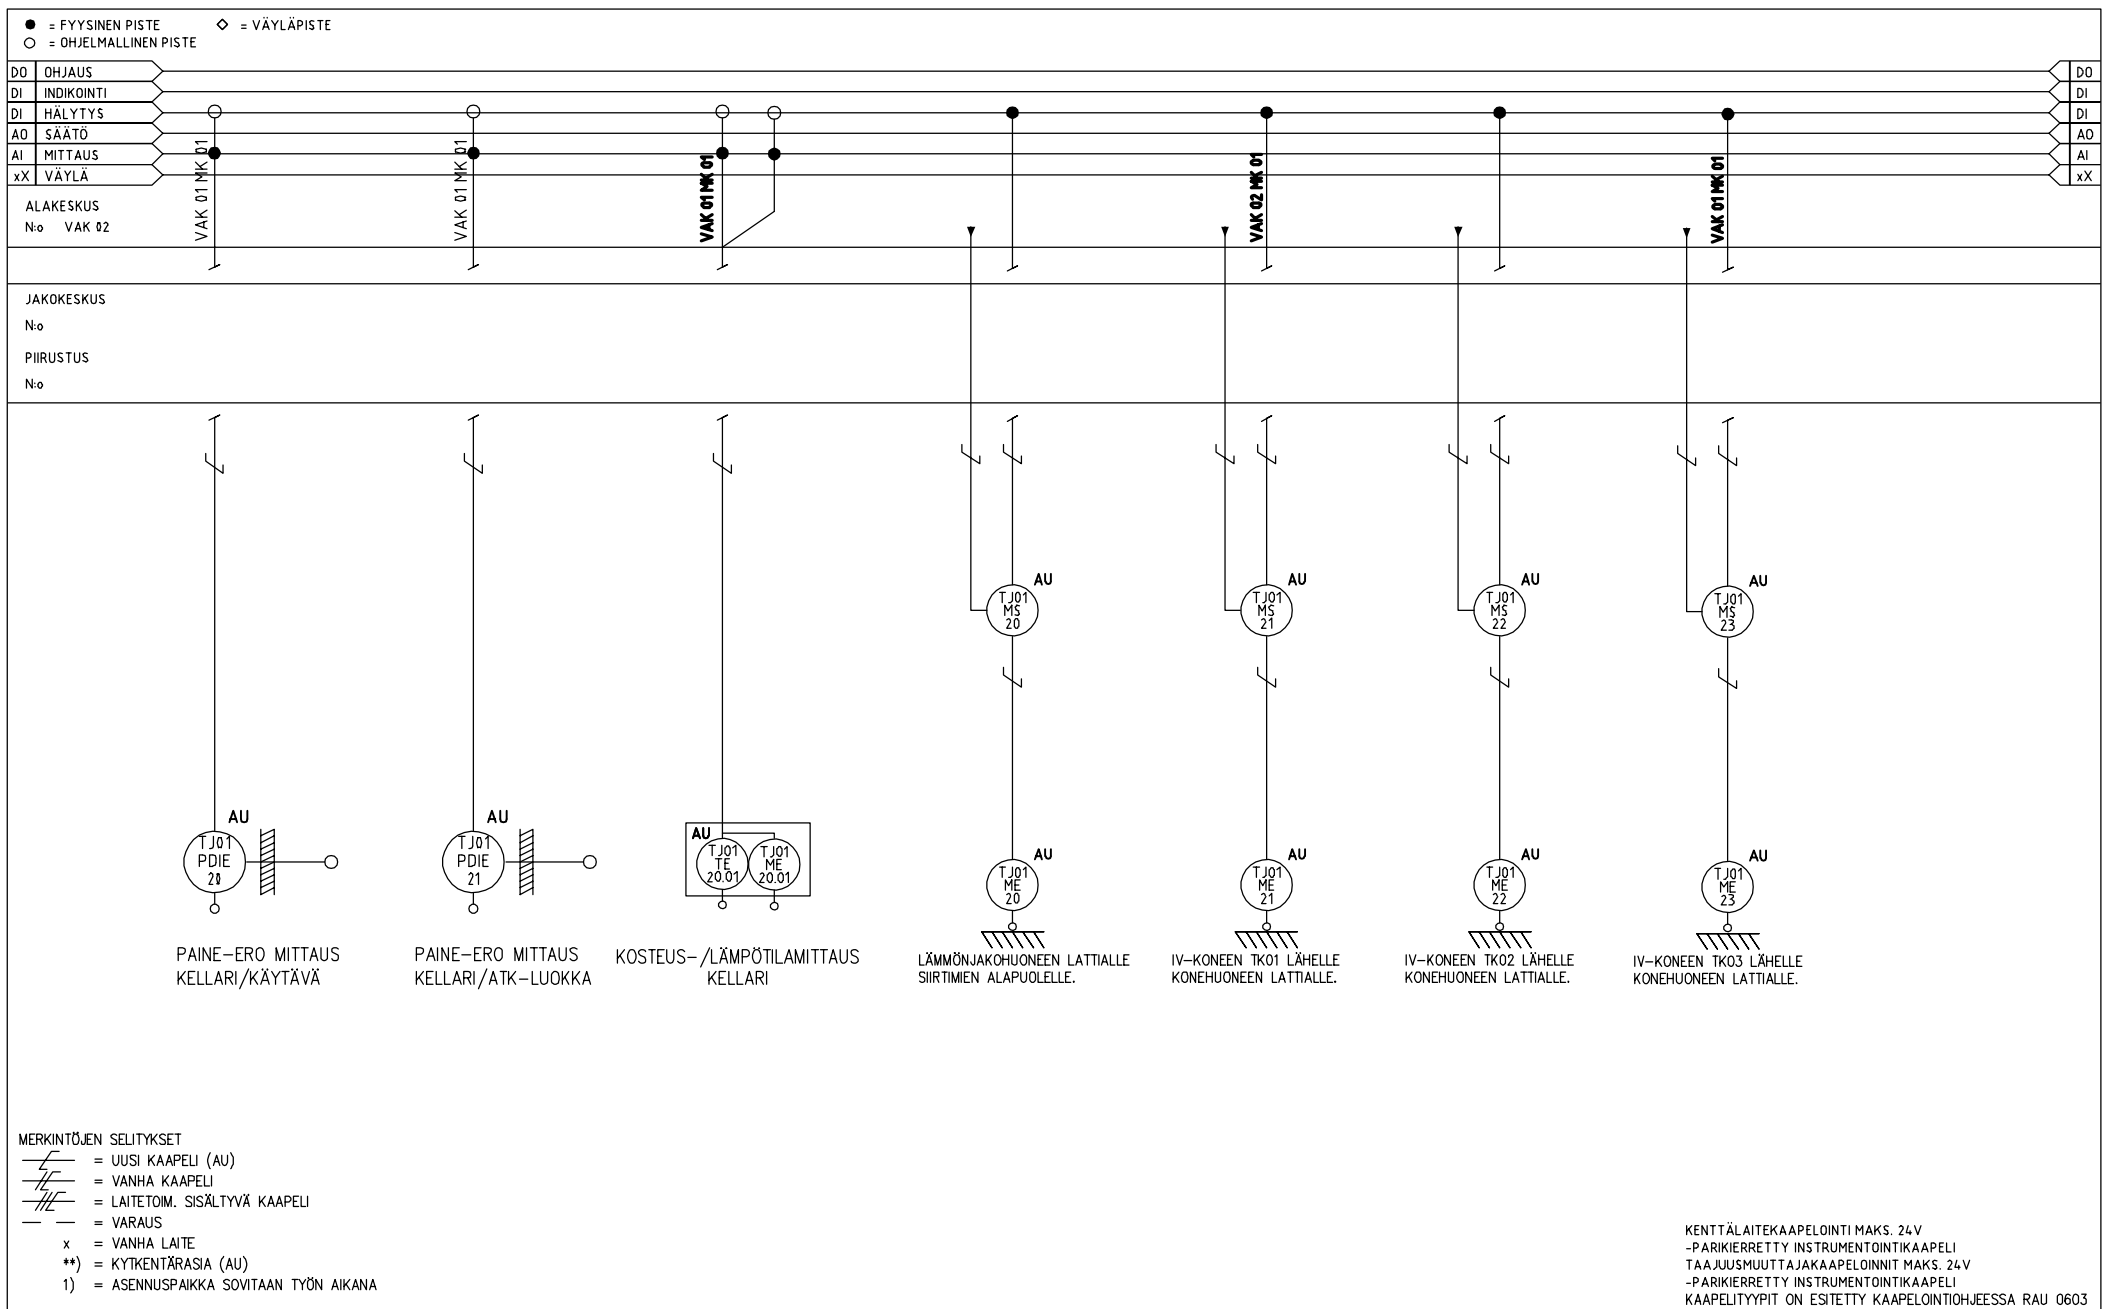 ● = FYYSINEN PISTE ◇ = VÄYLÄPISTE
○ = OHJELMALLINEN PISTE
DO OHJAUS DO
DI INDIKOINTI DI
DI HÄLYTYS DI
AO SÄÄTÖ AO
AI MITTAUS AI
xX VÄYLÄ xX
VAK 01 MK 01
VAK 01 MK 01
VAK 01 MK 01
VAK 02 MK 01
VAK 01 MK 01
ALAKESKUS
N:o VAK 02
JAKOKESKUS
N:o
PIIRUSTUS
N:o
AU AU AU AU
TJ01 TJ01 TJ01 TJ01
MS MS MS MS
20 21 22 23
AU
TJ01
PDIE
20
AU
TJ01
PDIE
21
AU
TJ01
TE
20.01
TJ01
ME
20.01
AU
TJ01
ME
20
AU
TJ01
ME
21
AU
TJ01
ME
22
AU
TJ01
ME
23
PAINE-ERO MITTAUS
KELLARI/KÄYTÄVÄ
PAINE-ERO MITTAUS
KELLARI/ATK-LUOKKA
KOSTEUS-/LÄMPÖTILAMITTAUS
KELLARI
LÄMMÖNJAKOHUONEEN LATTIALLE
SIIRTIMIEN ALAPUOLELLE.
IV-KONEEN TK01 LÄHELLE
KONEHUONEEN LATTIALLE.
IV-KONEEN TK02 LÄHELLE
KONEHUONEEN LATTIALLE.
IV-KONEEN TK03 LÄHELLE
KONEHUONEEN LATTIALLE.
MERKINTÖJEN SELITYKSET
= UUSI KAAPELI (AU)
= VANHA KAAPELI
= LAITETOIM. SISÄLTYVÄ KAAPELI
= VARAUS
x = VANHA LAITE
**) = KYTKENTÄRASIA (AU)
1) = ASENNUSPAIKKA SOVITAAN TYÖN AIKANA
KENTTÄLAITEKAAPELOINTI MAKS. 24V
-PARIKIERRETTY INSTRUMENTOINTIKAAPELI
TAAJUUSMUUTTAJAKAAPELOINNIT MAKS. 24V
-PARIKIERRETTY INSTRUMENTOINTIKAAPELI
KAAPELITYYPIT ON ESITETTY KAAPELOINTIOHJEESSA RAU 0603